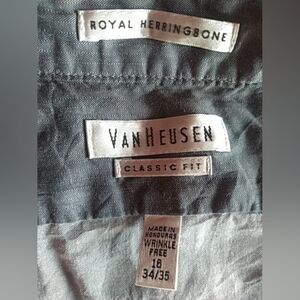 ROYAL HERRINGBONE
VAN HEUSEN
CLASSIC FIT
MADE IN
HONDURAS
WRINKLE
FREE
16
34/35